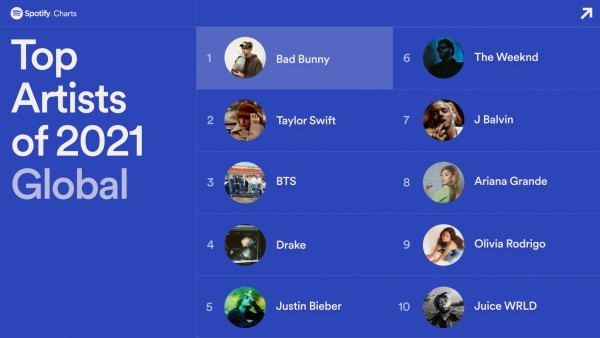 Spotify Charts
Top
Artists
of 2021
Global
1 Bad Bunny
2 Taylor Swift
3 BTS
4 Drake
5 Justin Bieber
6 The Weeknd
7 J Balvin
8 Ariana Grande
9 Olivia Rodrigo
10 Juice WRLD